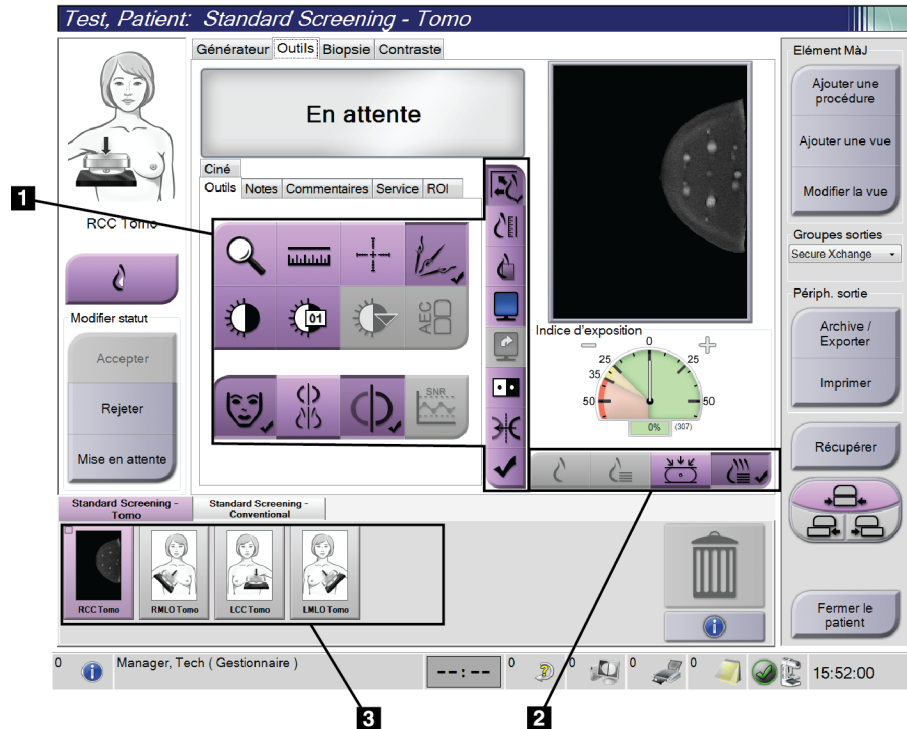 Test, Patient: Standard Screening - Tomo
Générateur Outils Biopsie Contraste
Elément MàJ
Ajouter une
procédure
Ajouter une vue
Modifier la vue
En attente
Ciné
Outils Notes Commentaires Service ROI
1
RCC Tomo
01
AEC
SNR
Groupes sorties
Secure Xchange
Périph. sortie
Archive /
Exporter
Imprimer
Modifier statut
Accepter
Rejeter
Mise en attente
Indice d'exposition
0
25 25
35
50 50
0% (307)
Récupérer
Standard Screening -
Tomo
Standard Screening -
Conventional
RCC Tomo RMLO Tomo LCC Tomo LMLO Tomo
Fermer le
patient
0 Manager, Tech ( Gestionnaire ) --:-- 0 0 0 0 15:52:00
3 2